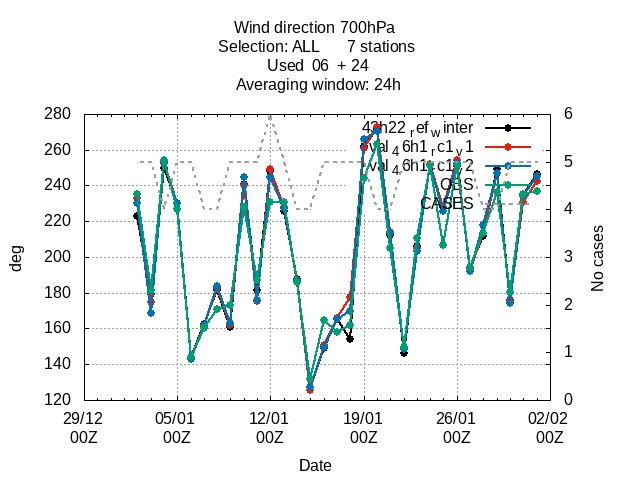 Wind direction 700hPa
Selection: ALL 7 stations
Used 06 + 24
Averaging window: 24h
280
260
240
220
200
180
160
140
120
deg
6
5
4
3
2
1
0
No cases
43h22refwinter
val46h1rc1v1
OBS
CASES
29/12 05/01 12/01 19/01 26/01 02/02
00Z 00Z 00Z 00Z 00Z 00Z
Date